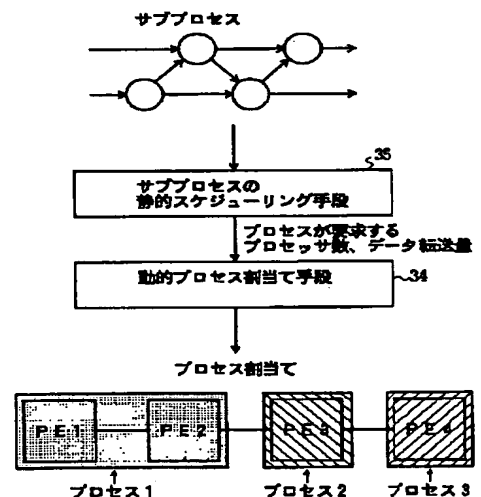 サブプロセス
35
サブプロセスの
静的スケジューリング手段
プロセスが要求する
プロセッサ数、データ転送量
動的プロセス割当て手段
34
プロセス割当て
PE1 PE2 PE3 PE4
プロセス1 プロセス2 プロセス3